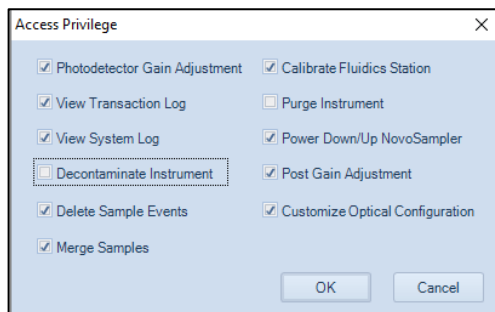 Access Privilege
Photodetector Gain Adjustment
Calibrate Fluidics Station
View Transaction Log
Purge Instrument
View System Log
Power Down/Up NovoSampler
Decontaminate Instrument
Post Gain Adjustment
Delete Sample Events
Customize Optical Configuration
Merge Samples
OK
Cancel